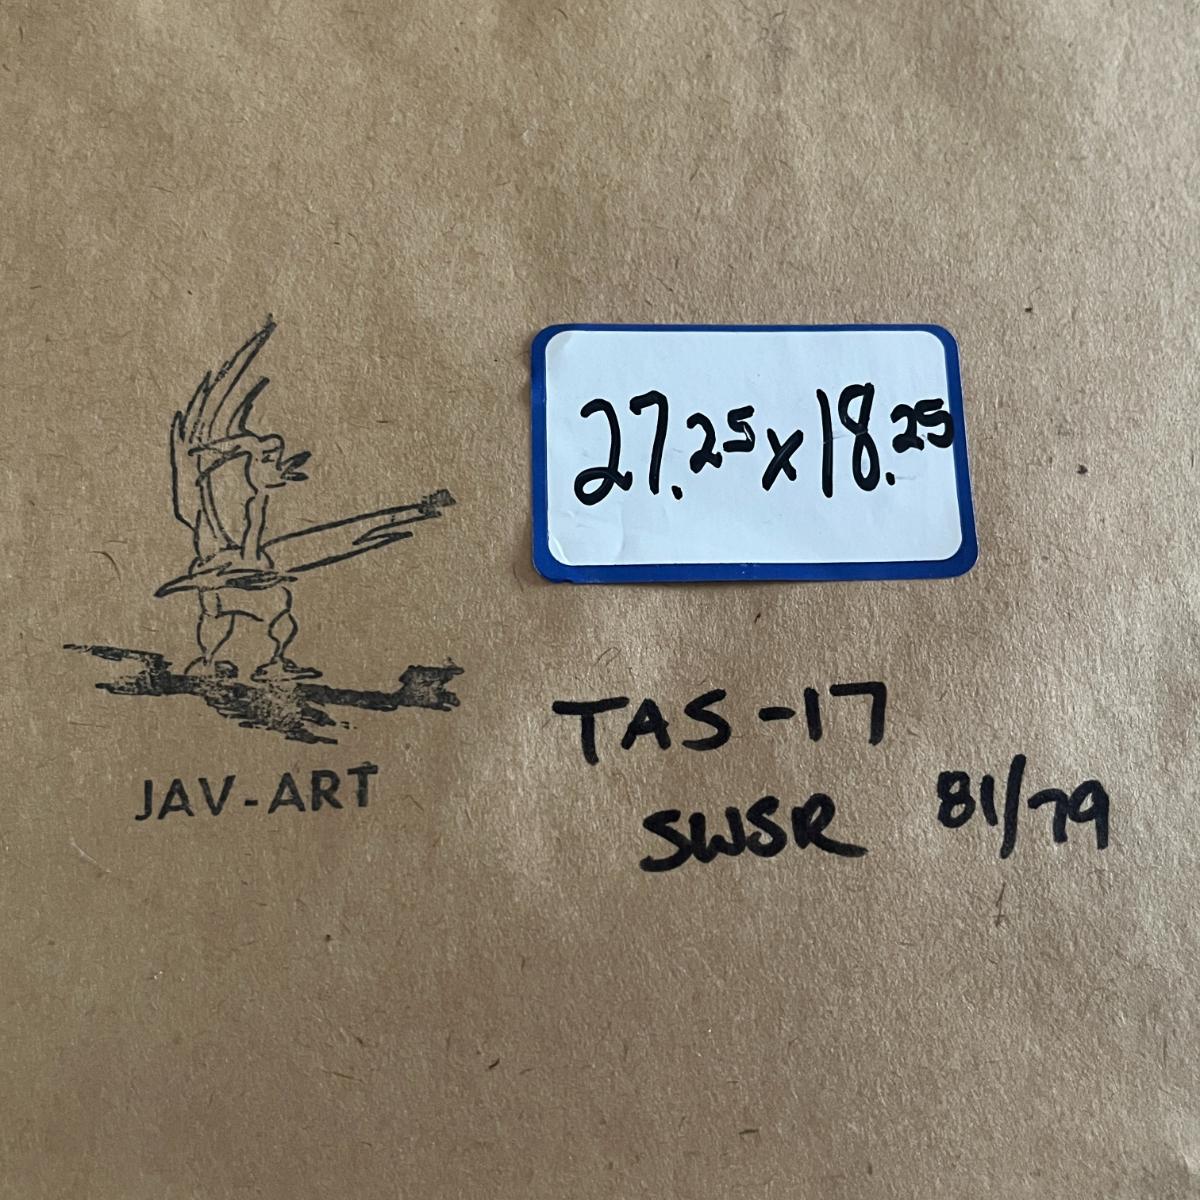 27.25 x 18.25
TAS-17
SWSR 81/79
JAV-ART